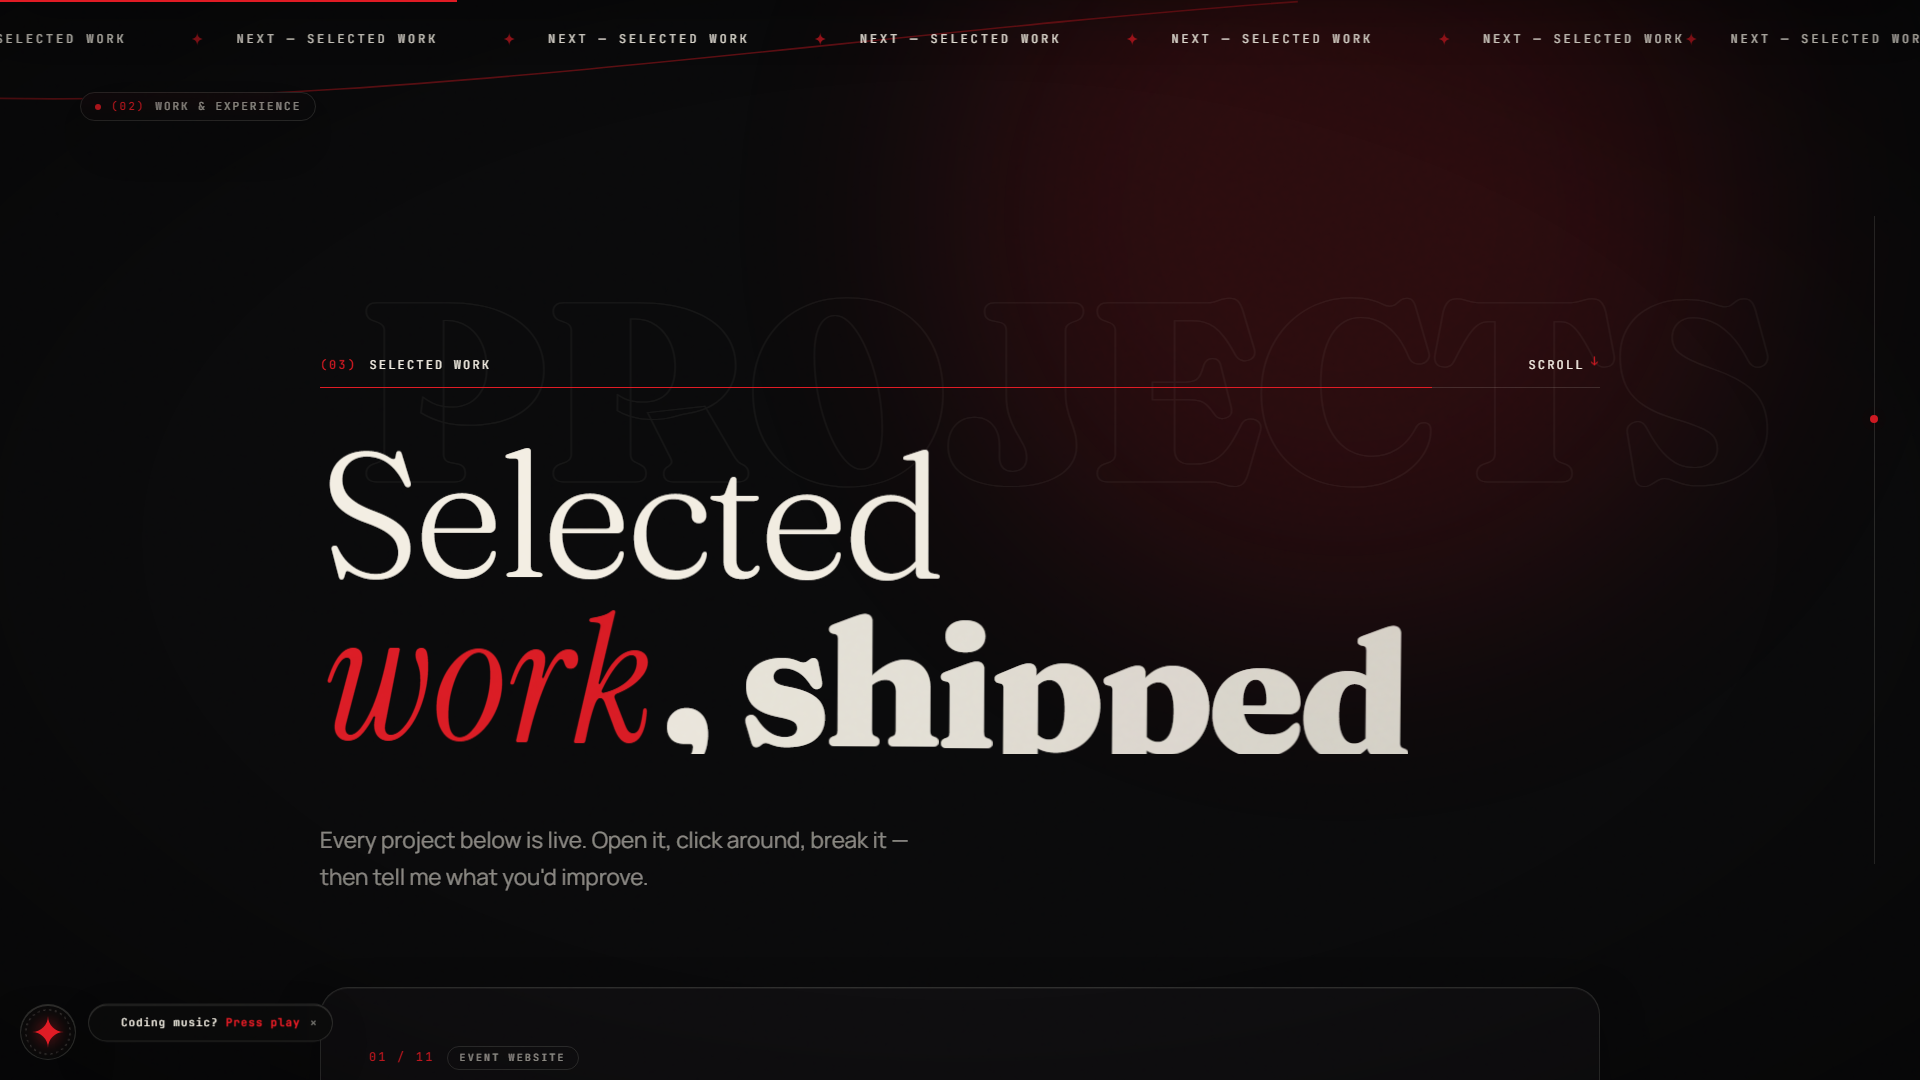 SELECTED WORK ✦ NEXT — SELECTED WORK ✦ NEXT — SELECTED WORK ✦ NEXT — SELECTED WORK ✦ NEXT — SELECTED WORK ✦ NEXT — SELECTED WORK ✦ NEXT — SELECTED WOR
(02) WORK & EXPERIENCE
PROJECTS
(03) SELECTED WORK
SCROLL ↓
Selected
work, shipped
Every project below is live. Open it, click around, break it —
then tell me what you'd improve.
Coding music? Press play ×
01 / 11 EVENT WEBSITE